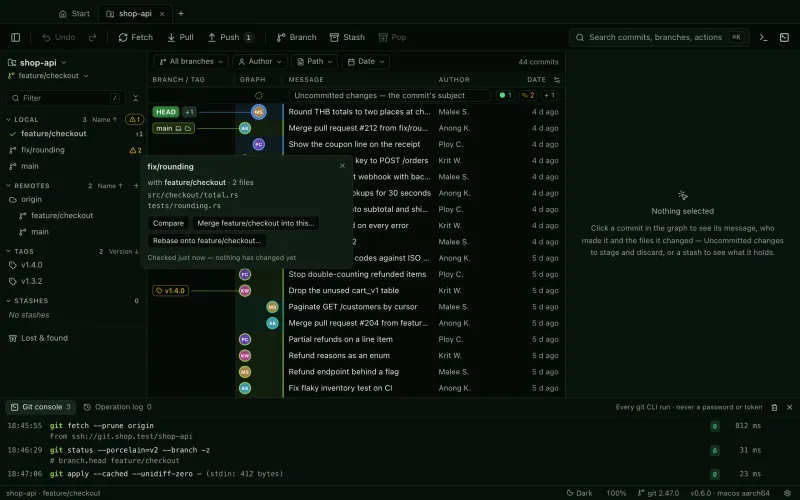 Start
shop-api
Undo
Fetch
Pull
Push 1
Branch
Stash
Pop
Search commits, branches, actions ⌘K
shop-api
feature/checkout
Filter /
LOCAL 3 Name ↑ 1
feature/checkout ↑1
fix/rounding 2
main
REMOTES 2 Name ↑ +
origin
feature/checkout
main
TAGS 2 Version ↓
v1.4.0
v1.3.2
STASHES 0
No stashes
Lost & found
All branches
Author
Path
Date
44 commits
BRANCH / TAG GRAPH MESSAGE AUTHOR DATE
Uncommitted changes — the commit's subject 1 2 + 1
HEAD +1 MS Round THB totals to two places at ch... Malee S. 4 d ago
main AK Merge pull request #212 from fix/rou... Anong K. 4 d ago
PC Show the coupon line on the receipt Ploy C. 4 d ago
key to POST /orders Krit W. 4 d ago
t webhook with bac... Malee S. 4 d ago
okups for 30 seconds Anong K. 4 d ago
into subtotal and shi... Ploy C. 4 d ago
d on every error Krit W. 4 d ago
2 Malee S. 4 d ago
codes against ISO ... Anong K. 5 d ago
PC Stop double-counting refunded items Ploy C. 5 d ago
v1.4.0 KW Drop the unused cart_v1 table Krit W. 5 d ago
MS Paginate GET /customers by cursor Malee S. 5 d ago
AK Merge pull request #204 from featur... Anong K. 5 d ago
PC Partial refunds on a line item Ploy C. 5 d ago
KW Refund reasons as an enum Krit W. 5 d ago
MS Refund endpoint behind a flag Malee S. 5 d ago
AK Fix flaky inventory test on CI Anong K. 5 d ago
fix/rounding
with feature/checkout · 2 files
src/checkout/total.rs
tests/rounding.rs
Compare
Merge feature/checkout into this...
Rebase onto feature/checkout...
Checked just now — nothing has changed yet
Nothing selected
Click a commit in the graph to see its message, who
made it and the files it changed — Uncommitted changes
to stage and discard, or a stash to see what it holds.
Git console 3
Operation log 0
Every git CLI run · never a password or token
18:45:55 git fetch --prune origin 0 812 ms
From ssh://git.shop.test/shop-api
18:46:29 git status --porcelain=v2 --branch -z 0 31 ms
# branch.head feature/checkout
18:47:06 git apply --cached --unidiff-zero - (stdin: 412 bytes) 0 23 ms
shop-api · feature/checkout
Dark
100%
git 2.47.0
v0.6.0 · macos aarch64